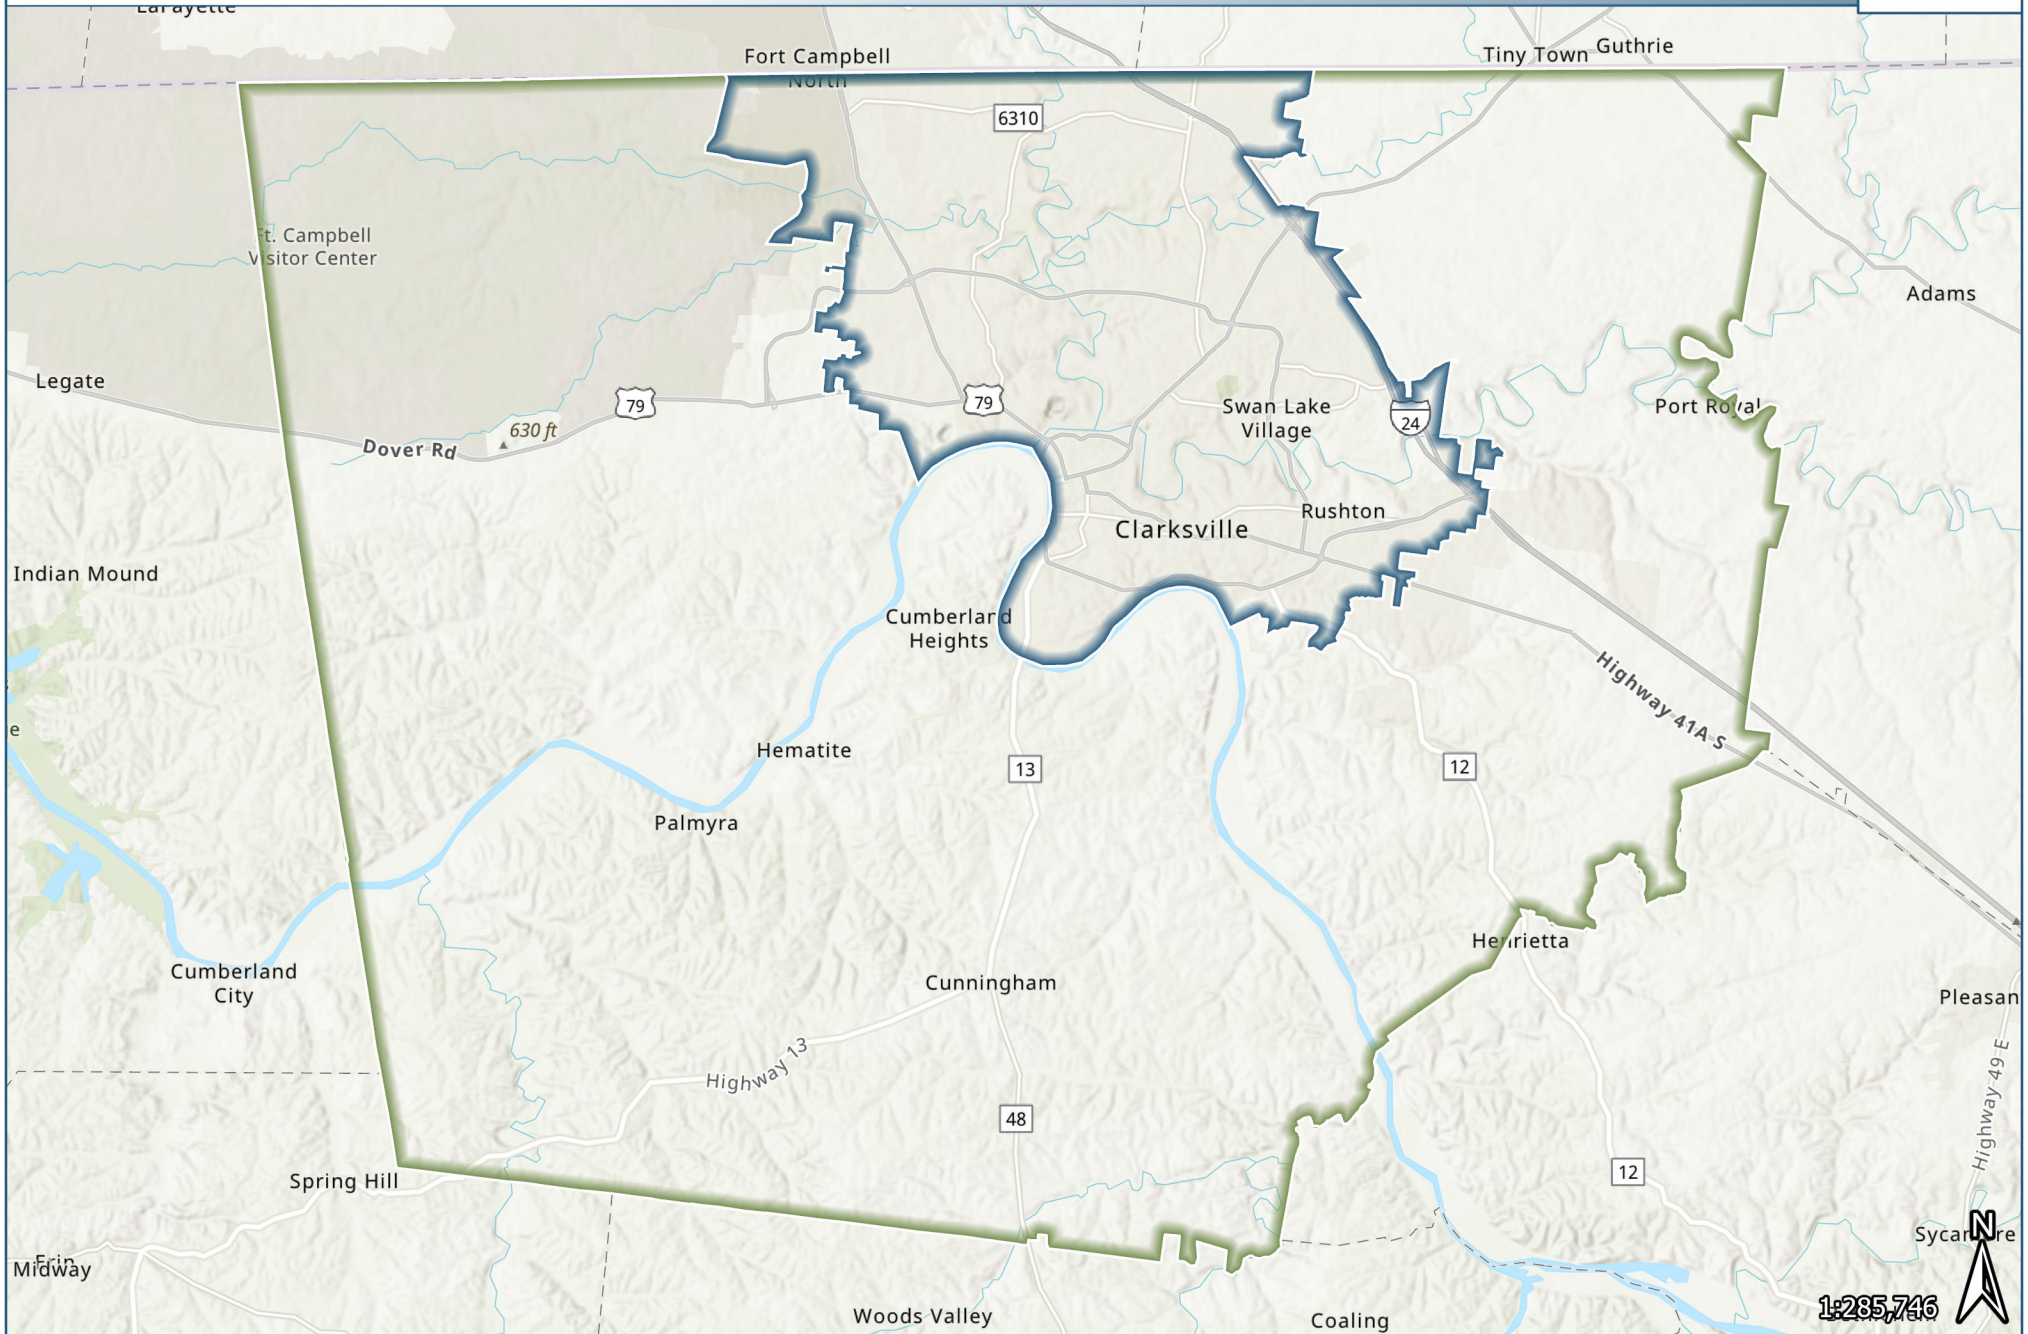 LaFayette
Fort Campbell
North
Tiny Town
Guthrie
6310
Ft. Campbell
Visitor Center
Adams
Legate
79
79
Swan Lake
Village
24
Port Royal
630 ft
Dover Rd
Rushton
Clarksville
Indian Mound
Cumberland
Heights
Highway 41A S
e
Hematite
13
12
Palmyra
Henrietta
Cumberland
City
Cunningham
Pleasan
Highway 13
Highway 49 E
48
12
Spring Hill
N
Erin
Midway
Woods Valley
Coaling
1:285,746